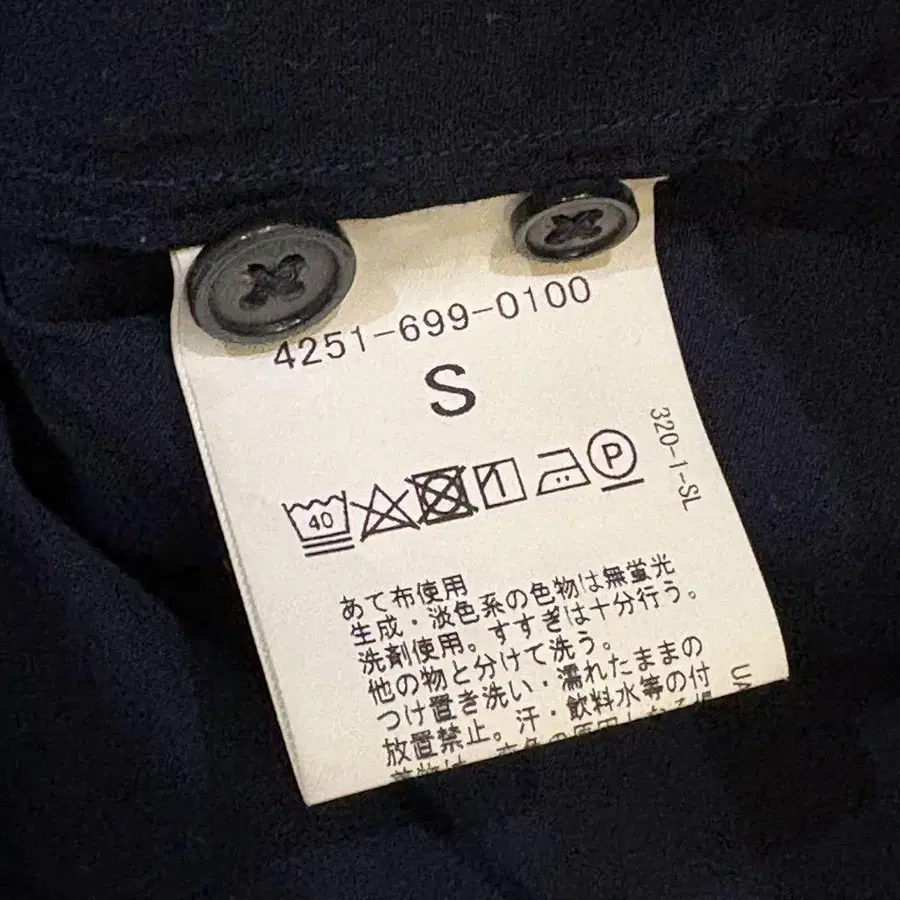 4251-699-0100
S
320-1-SL
40
P
あて布使用
生成・淡色系の色物は無蛍光
洗剤使用。すすぎは十分行う。
他の物と分けて洗う。
つけ置き洗い・濡れたままの
放置禁止。汗・飲料水等の付
UA